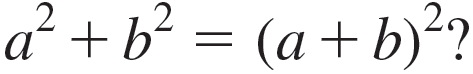 a² + b² = (a + b)²?